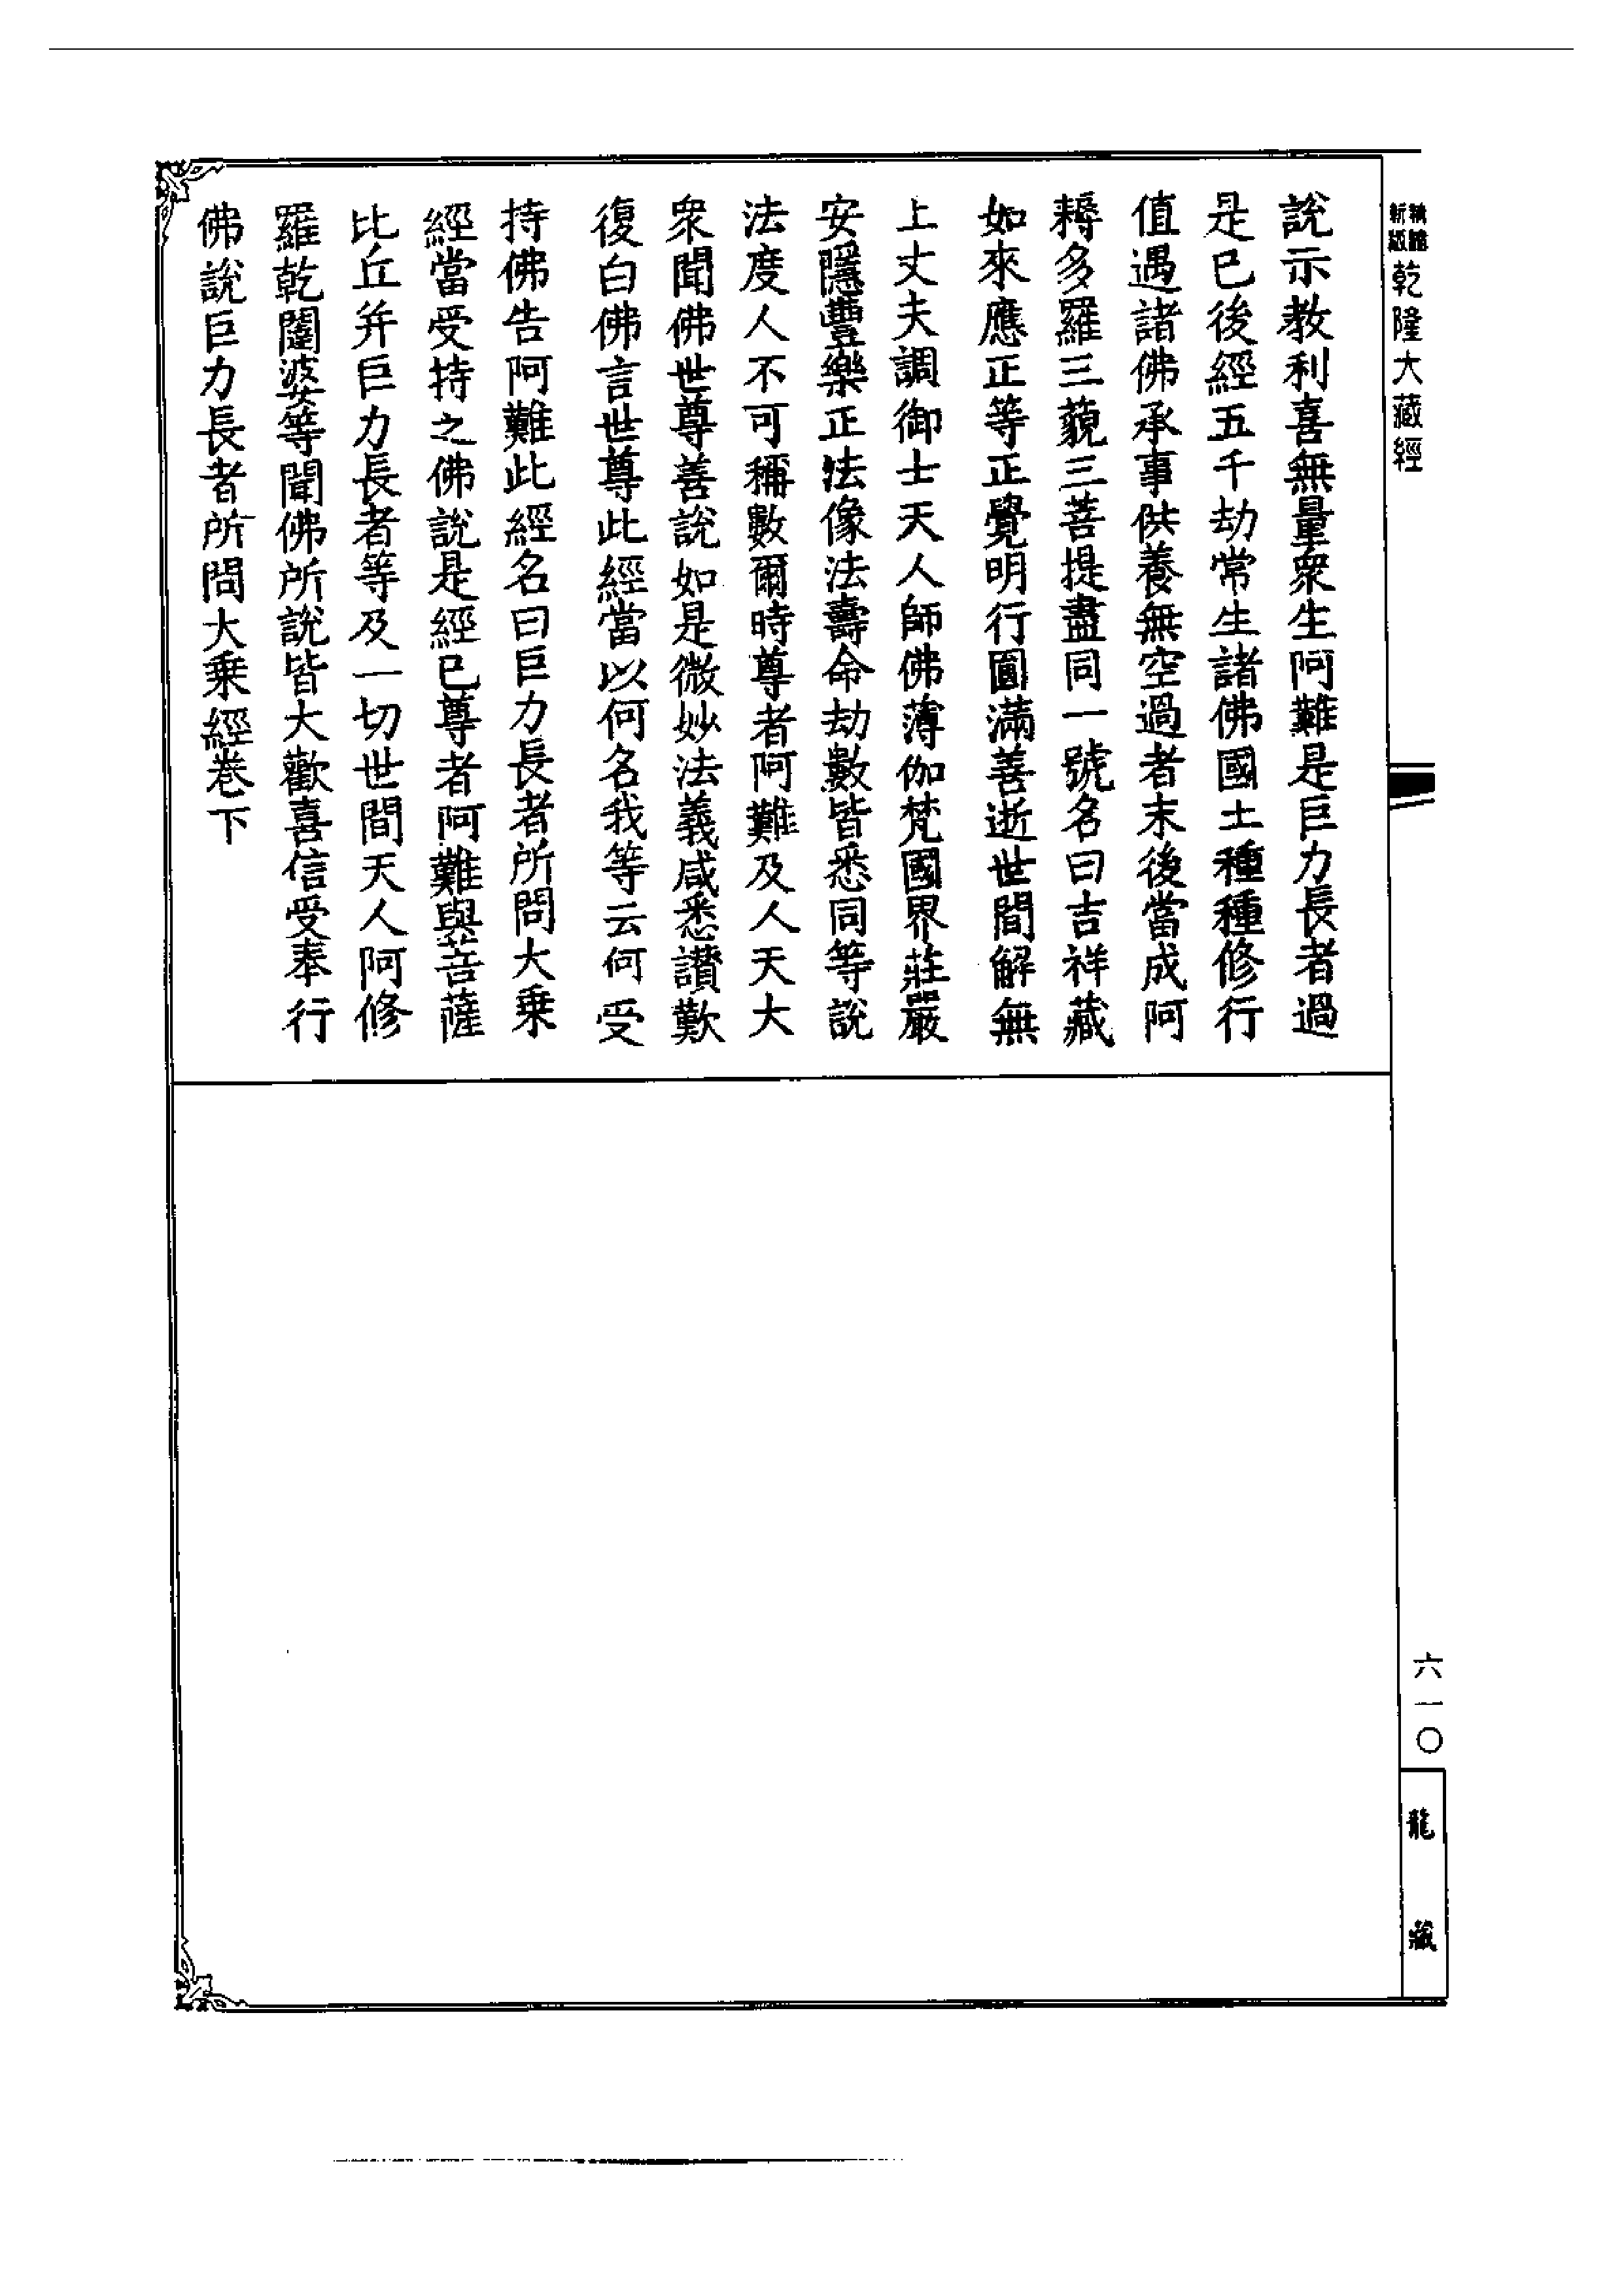 新版
乾隆大藏經
說示教利喜無量衆生阿難是巨力長者過
是已後經五千劫常生諸佛國土種種修行
值遇諸佛承事供養無空過者末後當成阿
耨多羅三藐三菩提盡同一號名曰吉祥藏
如來應正等正覺明行圓滿善逝世間解無
上丈夫調御士天人師佛薄伽梵國界莊嚴
安隱豐樂正法像法壽命劫數皆悉同等說
法度人不可稱數爾時尊者阿難及人天大
衆聞佛世尊善說如是微妙法義咸悉讚歎
復白佛言世尊此經當以何名我等云何受
持佛告阿難此經名曰巨力長者所問大乗
經當受持之佛說是經已尊者阿難與菩薩
比丘并巨力長者等及一切世間天人阿修
羅乾闥婆等聞佛所說皆大歡喜信受奉行
佛說巨力長者所問大乗經卷下
六一〇
龍藏